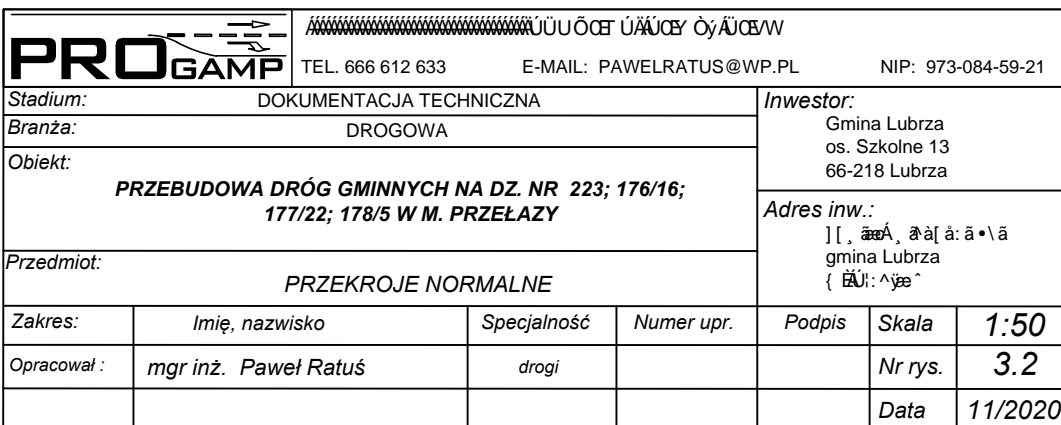 PROGAMP
TEL. 666 612 633 E-MAIL: PAWELRATUS@WP.PL NIP: 973-084-59-21
Stadium: DOKUMENTACJA TECHNICZNA
Branża: DROGOWA
Obiekt:
PRZEBUDOWA DRÓG GMINNYCH NA DZ. NR 223; 176/16;
177/22; 178/5 W M. PRZEŁAZY
Przedmiot:
PRZEKROJE NORMALNE
Inwestor:
Gmina Lubrza
os. Szkolne 13
66-218 Lubrza
Adres inw.:
gmina Lubrza
Zakres: Imię, nazwisko Specjalność Numer upr. Podpis Skala 1:50
Opracował : mgr inż. Paweł Ratuś drogi Nr rys. 3.2
Data 11/2020